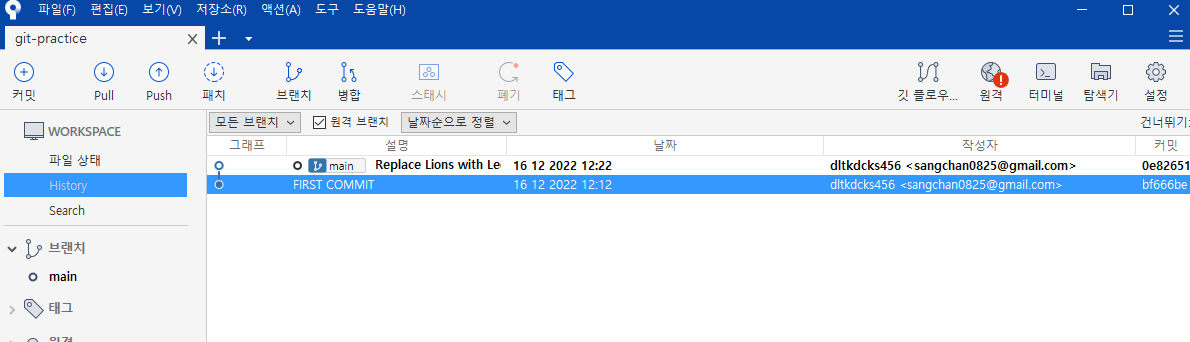 파일(F) 편집(E) 보기(V) 저장소(R) 액션(A) 도구 도움말(H)
git-practice
커밋 Pull Push 패치 브랜치 병합 스태시 폐기 태그 깃 플로우... 원격 터미널 탐색기 설정
WORKSPACE
파일 상태
History
Search
브랜치
main
태그
원격
모든 브랜치 원격 브랜치 날짜순으로 정렬 건너뛰기:
그래프 설명 날짜 작성자 커밋
main Replace Lions with Le 16 12 2022 12:22 dltkdcks456 <sangchan0825@gmail.com> 0e82651
FIRST COMMIT 16 12 2022 12:12 dltkdcks456 <sangchan0825@gmail.com> bf666be